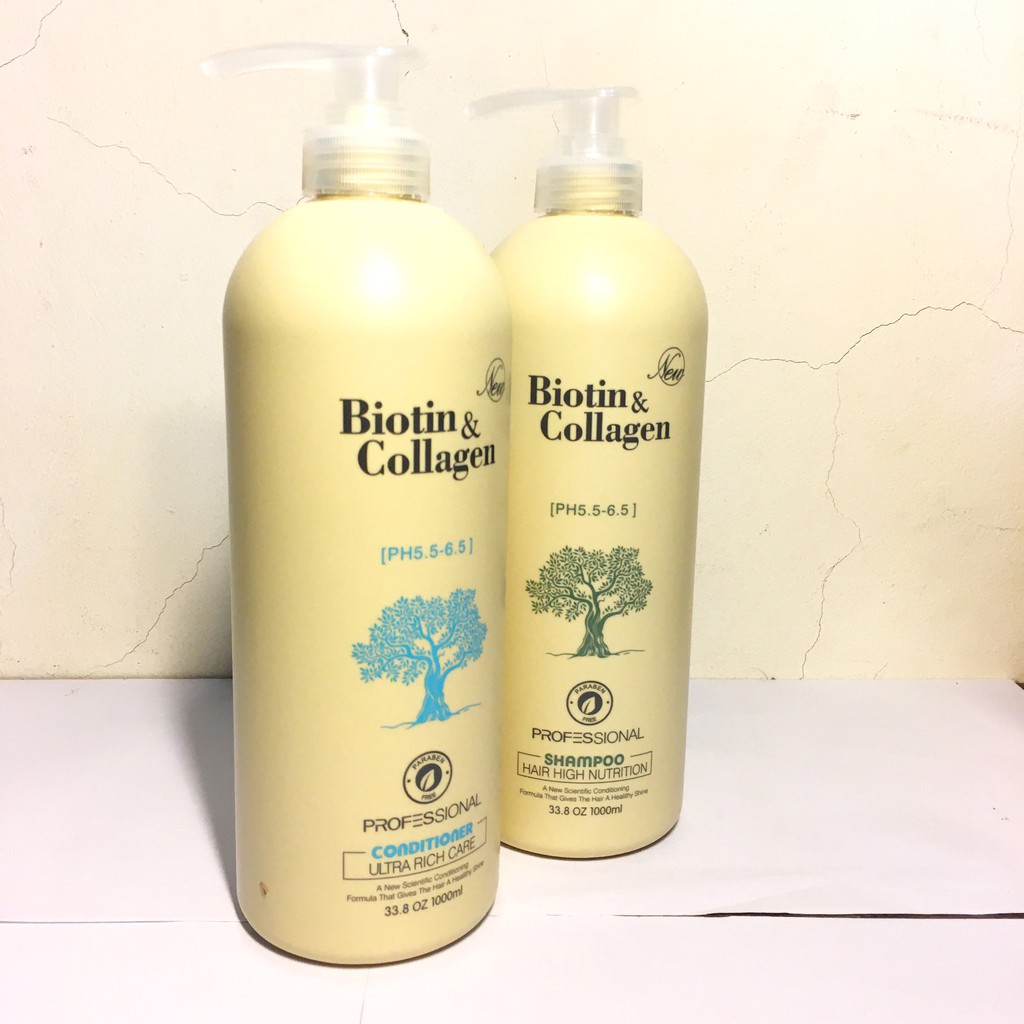 New
Biotin &
Collagen
[PH5.5-6.5]
PARABEN
FREE
PROFESSIONAL
CONDITIONER
ULTRA RICH CARE
A New Scientific Conditioning
Formula That Gives The Hair A Healthy Shine
33.8 OZ 1000ml
New
Biotin &
Collagen
[PH5.5-6.5]
PARABEN
FREE
PROFESSIONAL
SHAMPOO
HAIR HIGH NUTRITION
A New Scientific Conditioning
Formula That Gives The Hair A Healthy Shine
33.8 OZ 1000ml